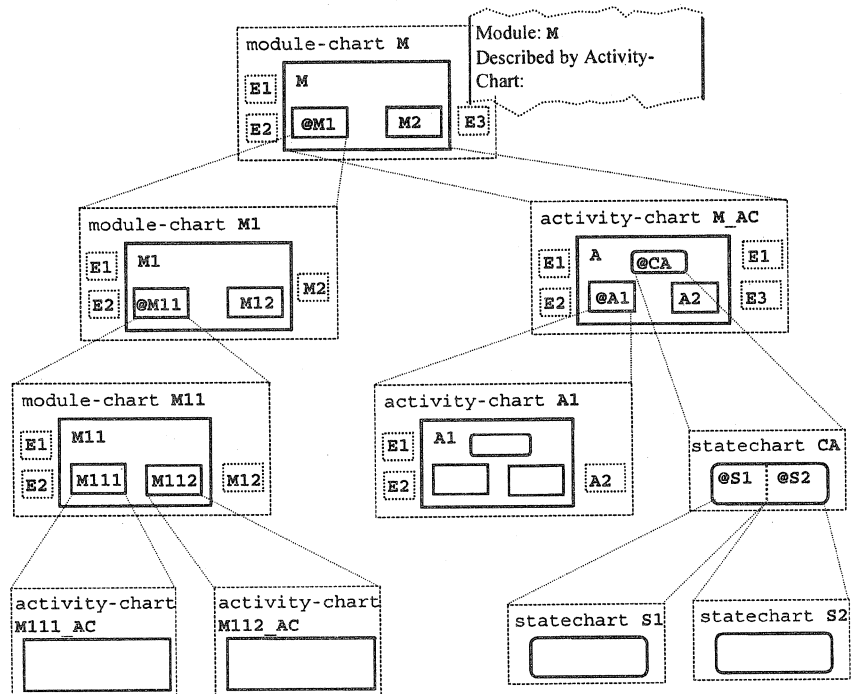 module-chart M
Module: M
Described by Activity-
Chart:
M
E1
E2
@M1
M2
E3
module-chart M1
E1
M1
E2
@M11
M12
M2
activity-chart M_AC
E1
A
@CA
E1
E2
@A1
A2
E3
module-chart M11
E1
M11
E2
M111
M112
M12
activity-chart A1
E1
A1
E2
A2
statechart CA
@S1
@S2
activity-chart
M111_AC
activity-chart
M112_AC
statechart S1
statechart S2